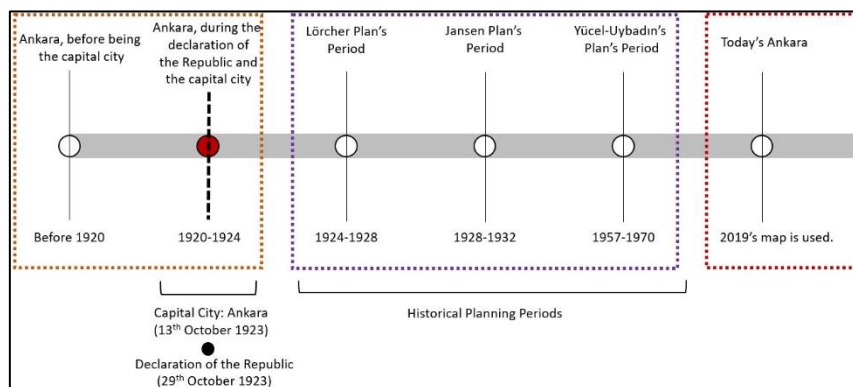 Ankara, before being
the capital city
Ankara, during the
declaration of
the Republic and
the capital city
Lörcher Plan's
Period
Jansen Plan's
Period
Yücel-Uybadın's
Plan's Period
Today's Ankara
Before 1920
1920-1924
1924-1928
1928-1932
1957-1970
2019's map is used.
Capital City: Ankara
(13th October 1923)
Declaration of the Republic
(29th October 1923)
Historical Planning Periods